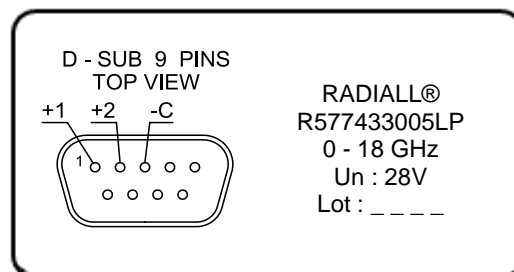 D - SUB 9 PINS
TOP VIEW
+1 +2 -C
1
RADIALL®
R577433005LP
0 - 18 GHz
Un : 28V
Lot : _ _ _ _